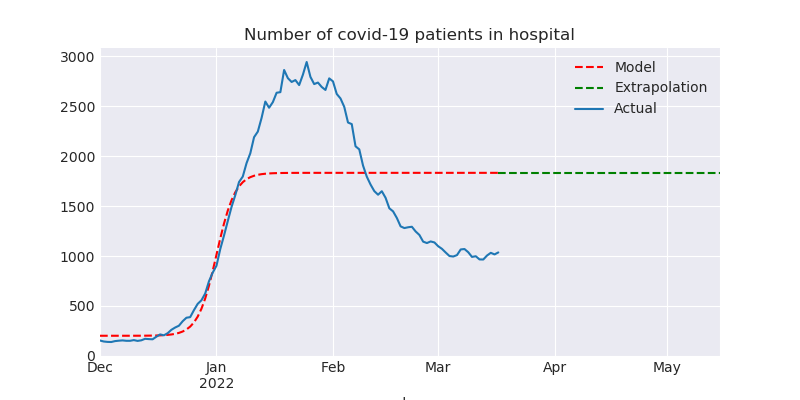 Number of covid-19 patients in hospital
3000
2500
2000
1500
1000
500
0
Model
Extrapolation
Actual
Dec
Jan
2022
Feb
Mar
Apr
May